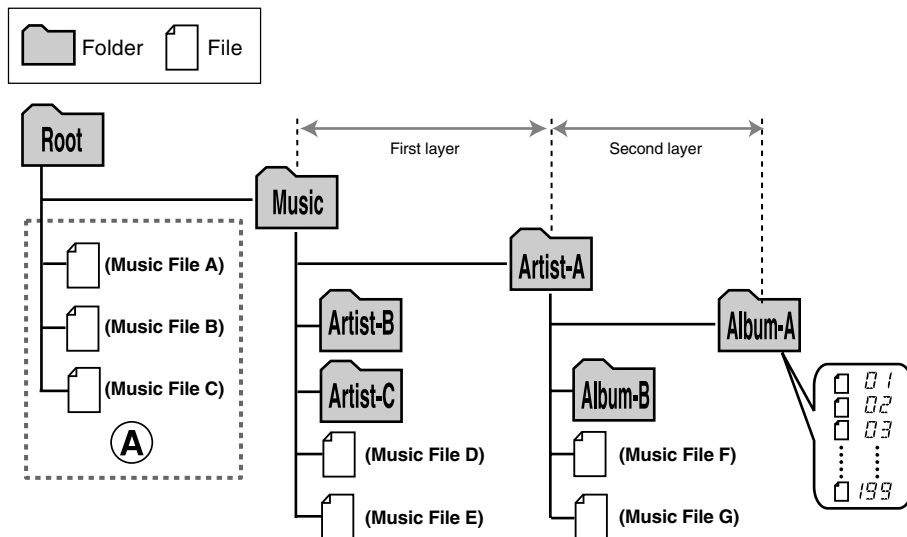 Folder
File
Root
First layer
Second layer
Music
(Music File A)
Artist-A
(Music File B)
Artist-B
Album-A
(Music File C)
Artist-C
Album-B
A
(Music File D)
(Music File F)
(Music File E)
(Music File G)
01
02
03
199